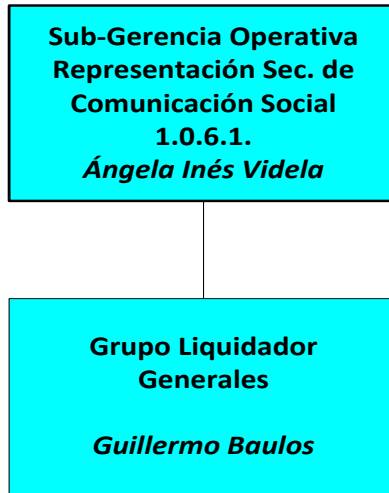 Sub-Gerencia Operativa
Representación Sec. de
Comunicación Social
1.0.6.1.
Ángela Inés Videla
Grupo Liquidador
Generales
Guillermo Baulos